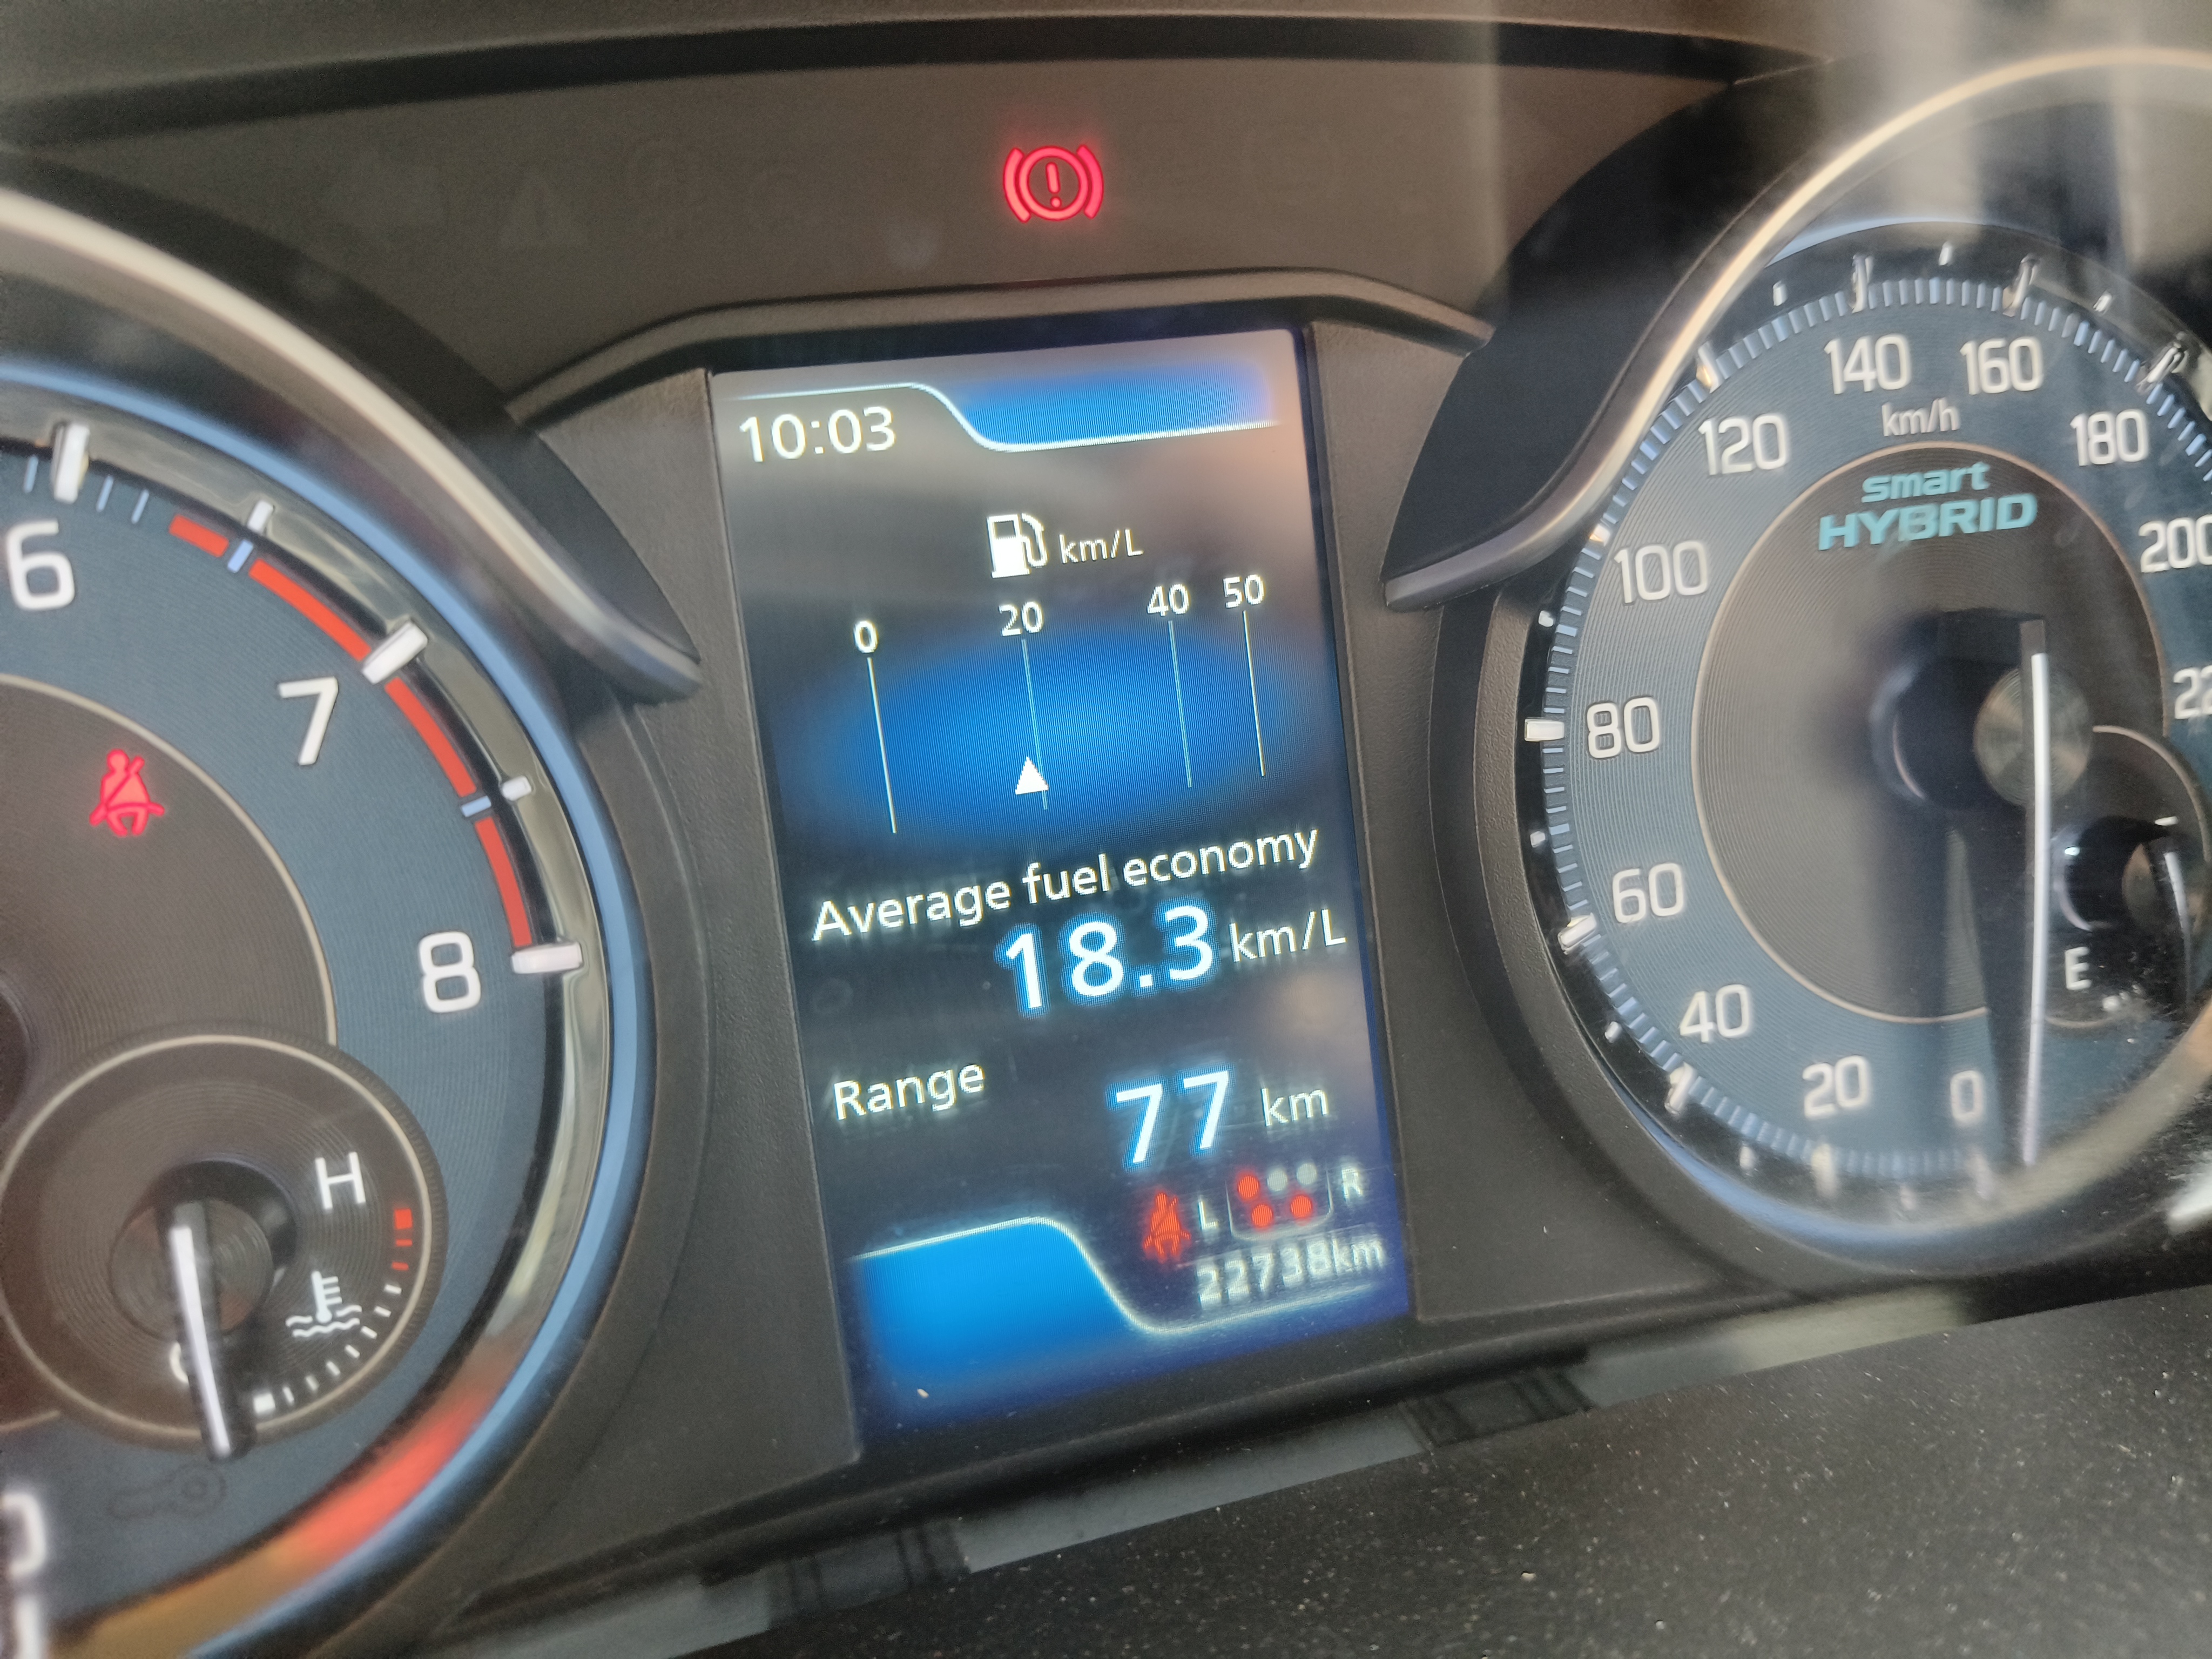 10:03
km/L
0 20 40 50
Average fuel economy
18.3 km/L
Range 77 km
L R
22738km
6
7
8
H
140 160
km/h
120 180
smart
HYBRID
200
100
80
60
E
40
20 0